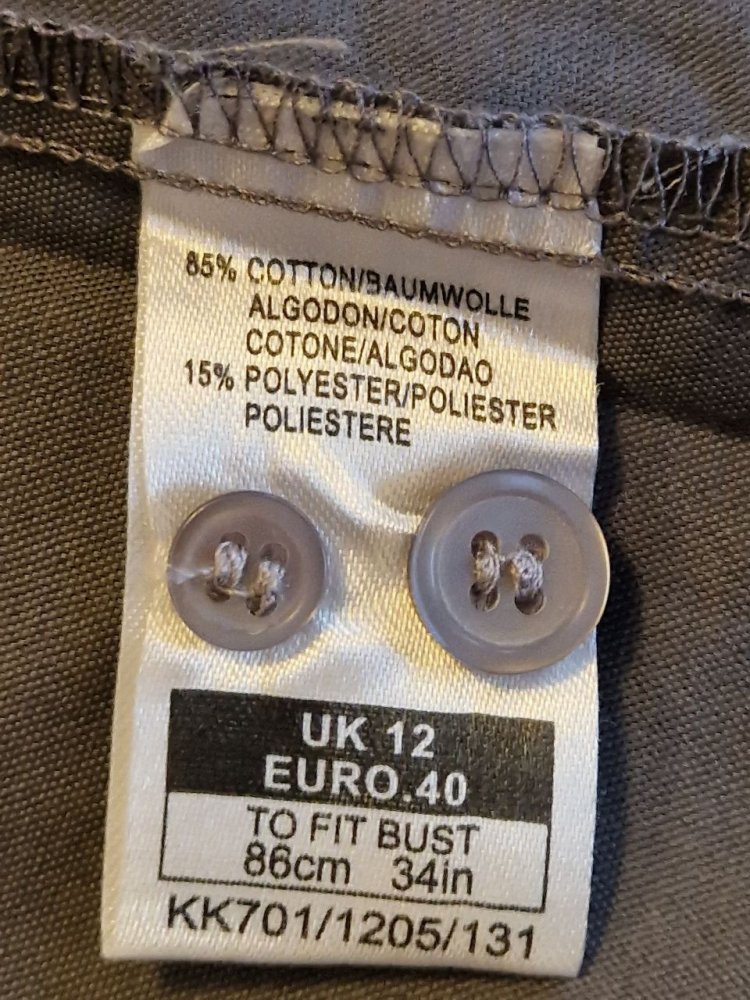 85% COTTON/BAUMWOLLE
ALGODON/COTON
COTONE/ALGODAO
15% POLYESTER/POLIESTER
POLIESTERE
UK 12
EURO.40
TO FIT BUST
86cm 34in
KK701/1205/131